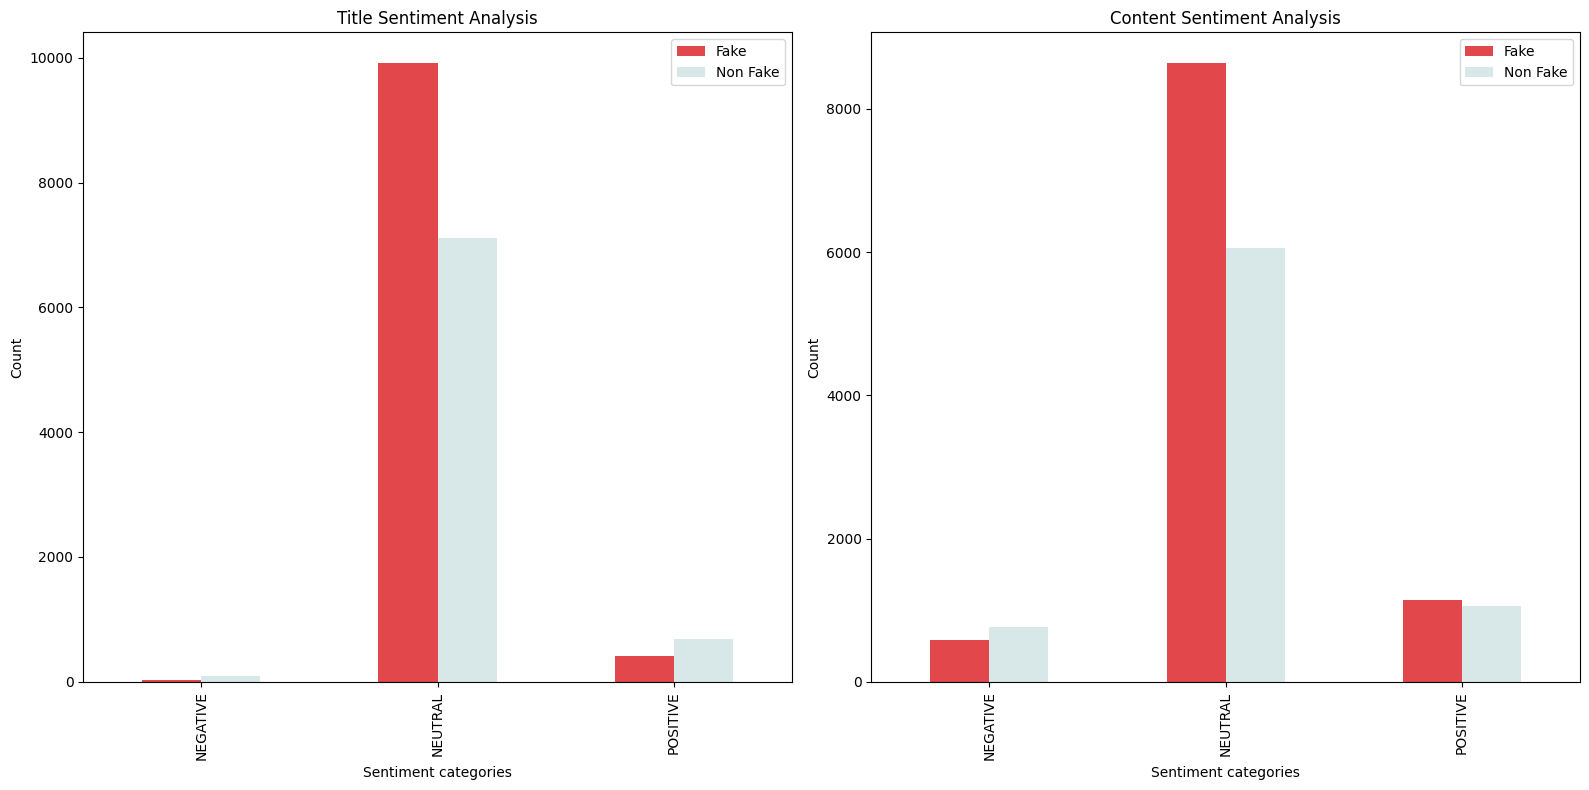 Title Sentiment Analysis
10000
8000
6000
4000
2000
0
Count
Fake
Non Fake
NEGATIVE
NEUTRAL
POSITIVE
Sentiment categories
Content Sentiment Analysis
8000
6000
4000
2000
0
Count
Fake
Non Fake
NEGATIVE
NEUTRAL
POSITIVE
Sentiment categories